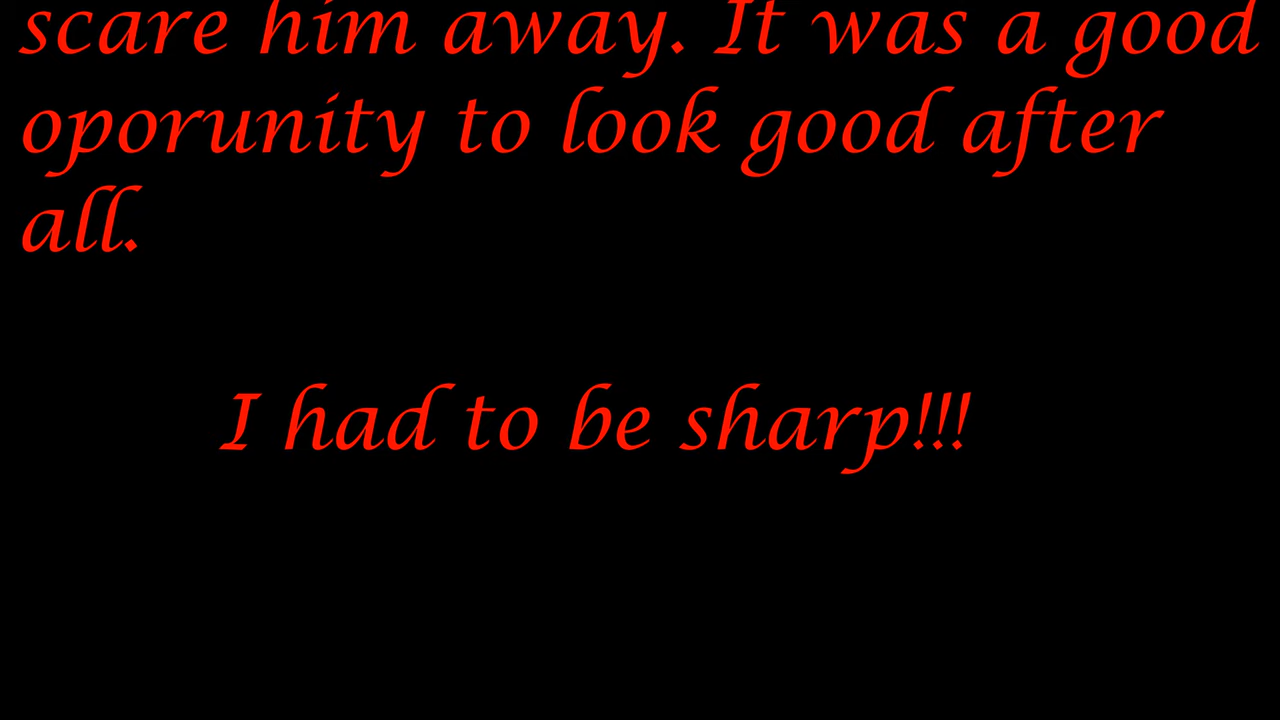 scare him away. It was a good
oporunity to look good after
all.
I had to be sharp!!!